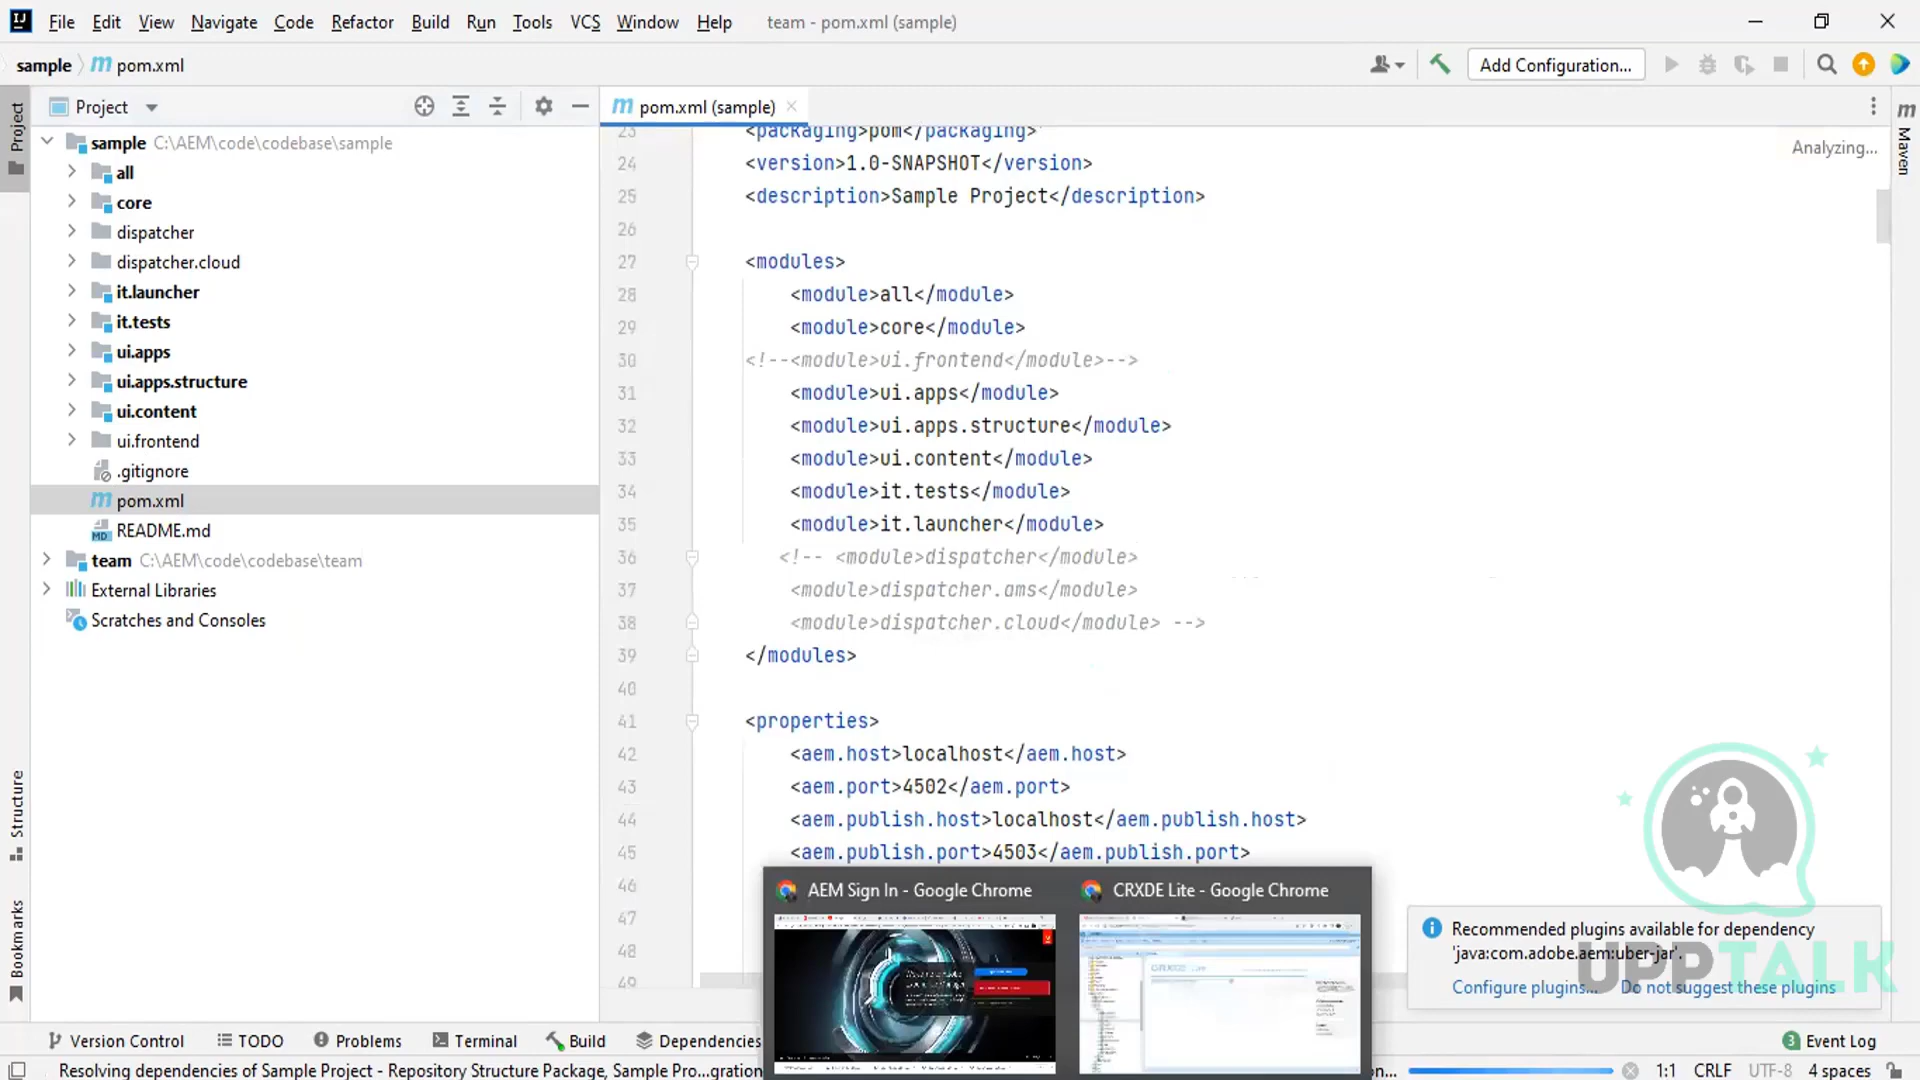 File Edit View Navigate Code Refactor Build Run Tools VCS Window Help team - pom.xml (sample)
sample pom.xml
Add Configuration...
Project
pom.xml (sample)
Project
Maven
Structure
Bookmarks
sample C:\AEM\code\codebase\sample
all
core
dispatcher
dispatcher.cloud
it.launcher
it.tests
ui.apps
ui.apps.structure
ui.content
ui.frontend
.gitignore
pom.xml
README.md
team C:\AEM\code\codebase\team
External Libraries
Scratches and Consoles
Analyzing...
23 <packaging>pom</packaging>
24 <version>1.0-SNAPSHOT</version>
25 <description>Sample Project</description>
26
27 <modules>
28 <module>all</module>
29 <module>core</module>
30 <!--<module>ui.frontend</module>-->
31 <module>ui.apps</module>
32 <module>ui.apps.structure</module>
33 <module>ui.content</module>
34 <module>it.tests</module>
35 <module>it.launcher</module>
36 <!-- <module>dispatcher</module>
37 <module>dispatcher.ams</module>
38 <module>dispatcher.cloud</module> -->
39 </modules>
40
41 <properties>
42 <aem.host>localhost</aem.host>
43 <aem.port>4502</aem.port>
44 <aem.publish.host>localhost</aem.publish.host>
45 <aem.publish.port>4503</aem.publish.port>
46
47
48
49
AEM Sign In - Google Chrome
CRXDE Lite - Google Chrome
Recommended plugins available for dependency
'java:com.adobe.aem:uber-jar'.
Configure plugins... Do not suggest these plugins
UPPTALK
Version Control TODO Problems Terminal Build Dependencies
3 Event Log
Resolving dependencies of Sample Project - Repository Structure Package, Sample Pro...gration
1:1 CRLF UTF-8 4 spaces